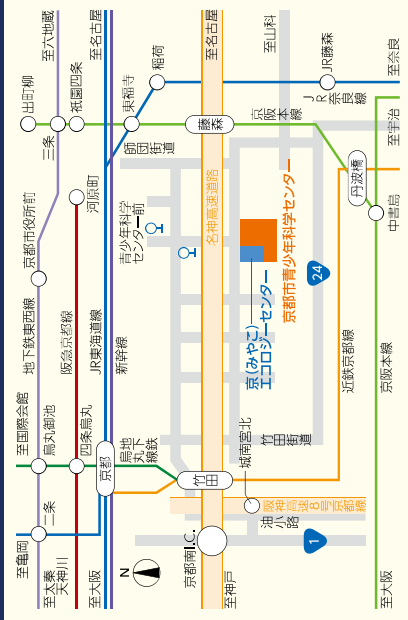 至六地蔵
至名古屋
至名古屋
至山科
至奈良
出町柳
祇園四条
東福寺
稲荷
JR藤森
JR奈良線
三条
師団街道
藤森
京阪本線
至宇治
丹波橋
中書島
京都市役所前
河原町
青少年科学
センター前
名神高速道路
京都市青少年科学センター
京(みやこ)
エコロジーセンター
24
地下鉄東西線
阪急京都線
JR東海道線
新幹線
近鉄京都線
京阪本線
至国際会館
烏丸御池
四条烏丸
京都
地下鉄
烏丸線
竹田
城南宮北
竹田街道
二条
阪神高速8号京都線
油小路
至亀岡
至太秦
天神川
至大阪
N
京都南I.C.
至神戸
1
至大阪